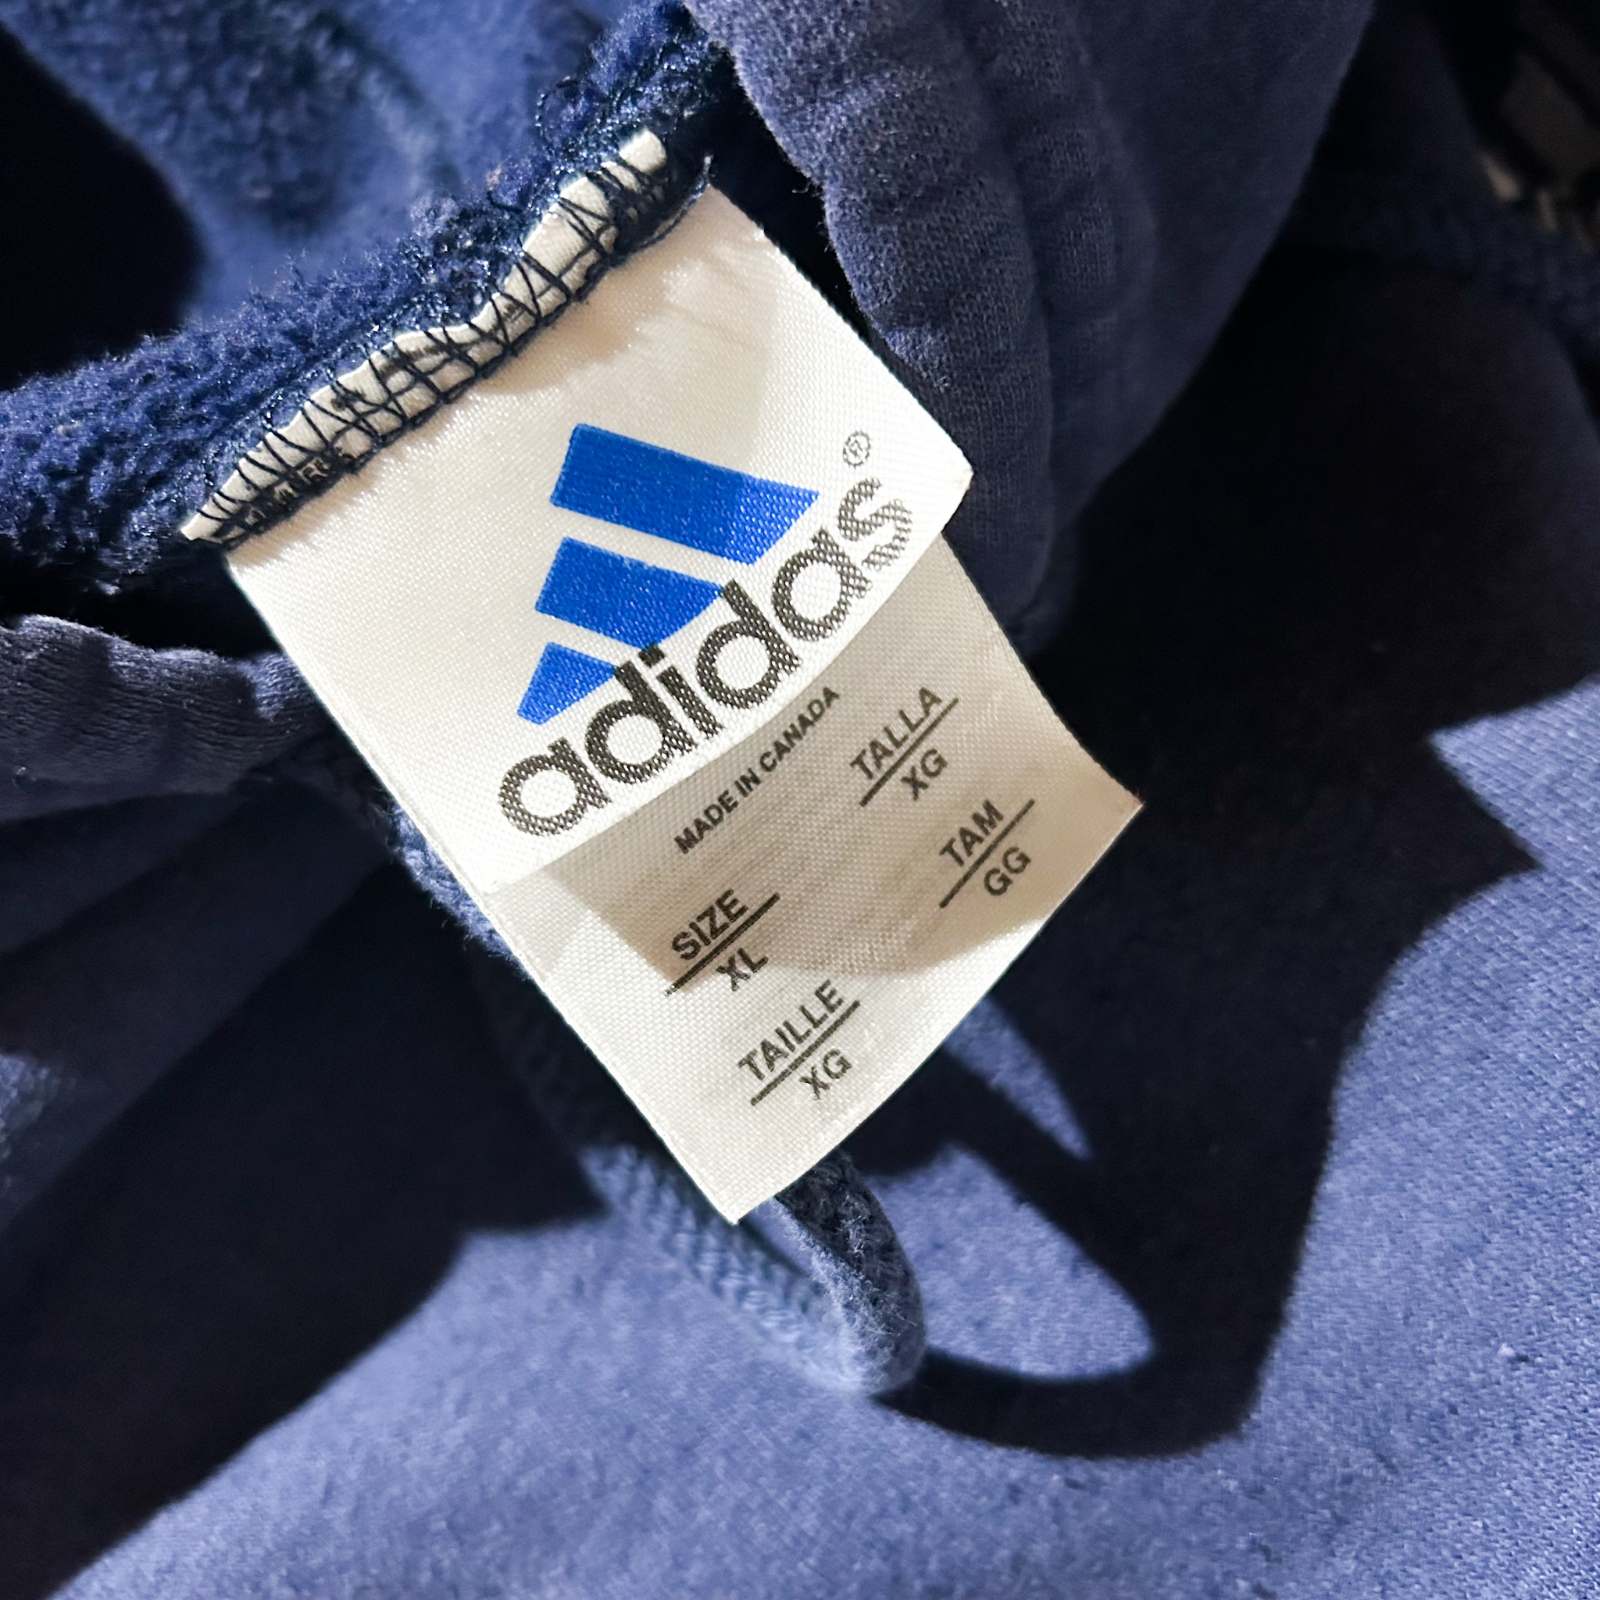 adidas®
MADE IN CANADA
SIZE
XL
TALLA
XG
TAILLE
XG
TAM
GG